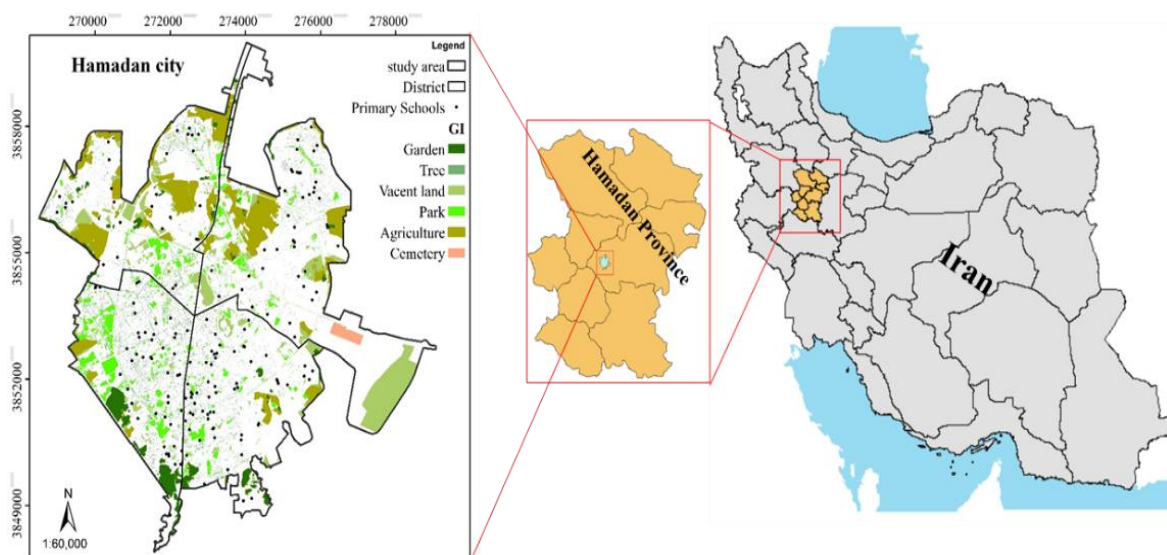 270000 272000 274000 276000 278000
Hamadan city
Legend
study area
District
Primary Schools
GI
Garden
Tree
Vacent land
Park
Agriculture
Cemetery
3858000
3855000
3852000
3849000
N
1:60,000
Hamadan Province
Iran